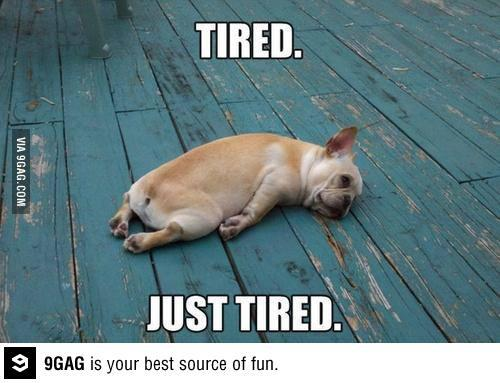 TIRED.
VIA 9GAG.COM
JUST TIRED.
9GAG is your best source of fun.